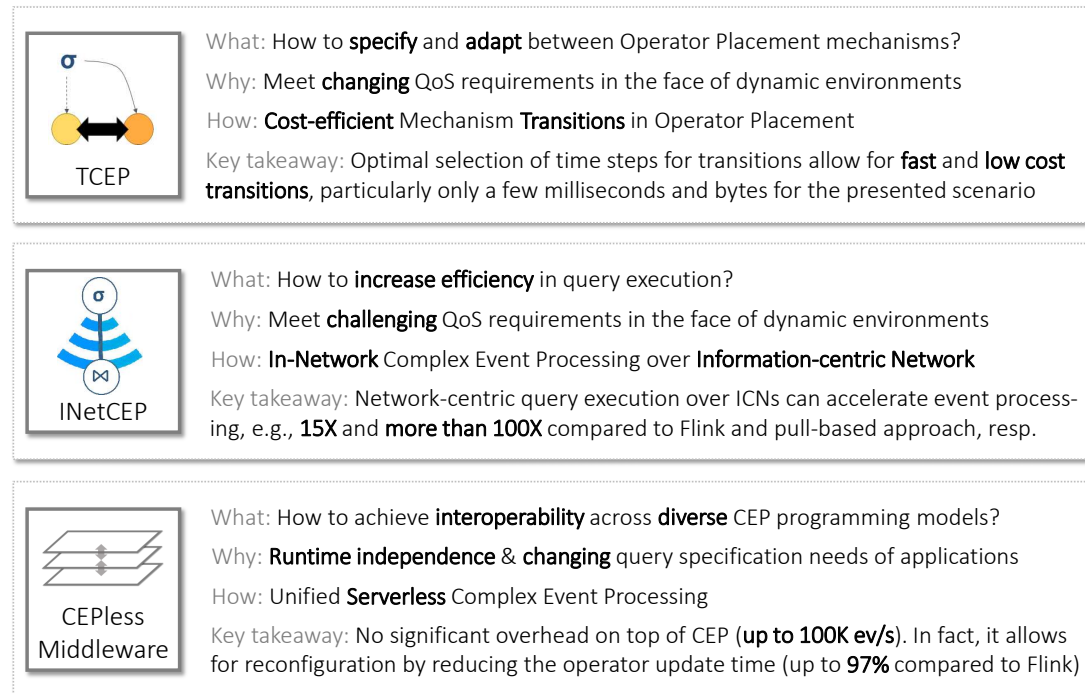 What: How to specify and adapt between Operator Placement mechanisms?
Why: Meet changing QoS requirements in the face of dynamic environments
How: Cost-efficient Mechanism Transitions in Operator Placement
Key takeaway: Optimal selection of time steps for transitions allow for fast and low cost
transitions, particularly only a few milliseconds and bytes for the presented scenario
σ
TCEP
What: How to increase efficiency in query execution?
Why: Meet challenging QoS requirements in the face of dynamic environments
How: In-Network Complex Event Processing over Information-centric Network
Key takeaway: Network-centric query execution over ICNs can accelerate event process-
ing, e.g., 15X and more than 100X compared to Flink and pull-based approach, resp.
σ
⋈
INetCEP
What: How to achieve interoperability across diverse CEP programming models?
Why: Runtime independence & changing query specification needs of applications
How: Unified Serverless Complex Event Processing
Key takeaway: No significant overhead on top of CEP (up to 100K ev/s). In fact, it allows
for reconfiguration by reducing the operator update time (up to 97% compared to Flink)
CEPless
Middleware